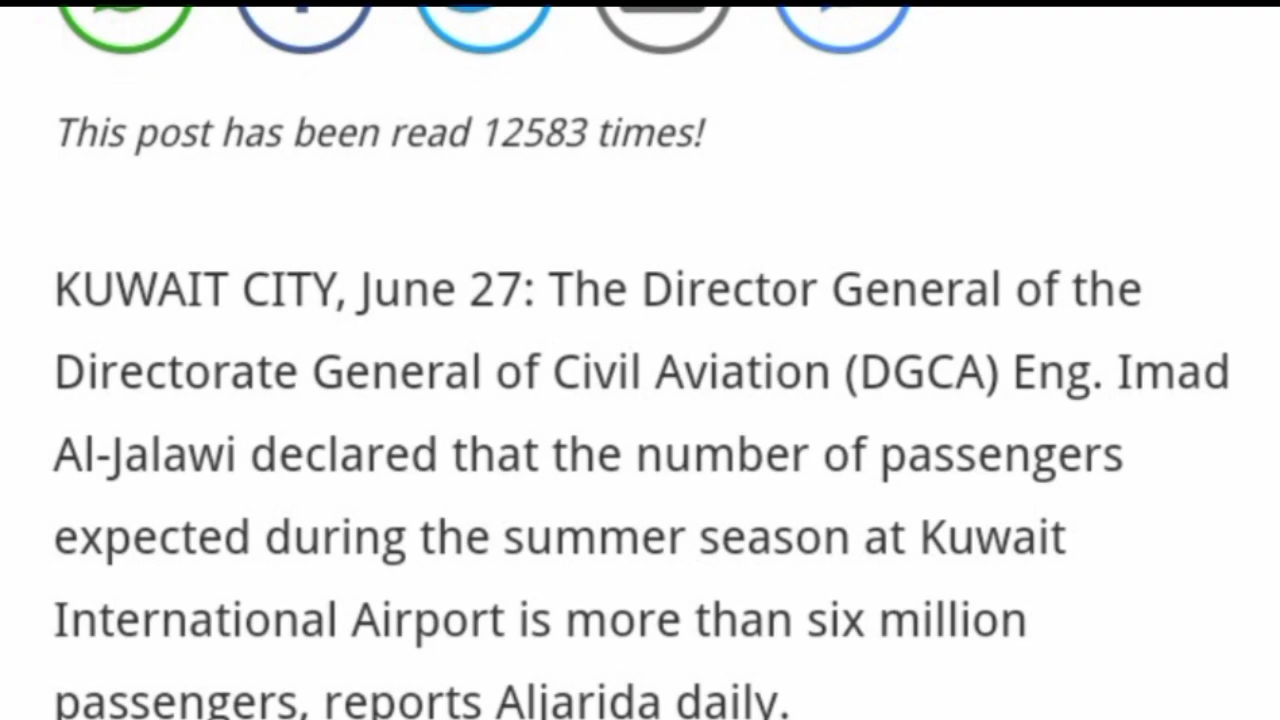 This post has been read 12583 times!
KUWAIT CITY, June 27: The Director General of the
Directorate General of Civil Aviation (DGCA) Eng. Imad
Al-Jalawi declared that the number of passengers
expected during the summer season at Kuwait
International Airport is more than six million
passengers, reports Aljarida daily.